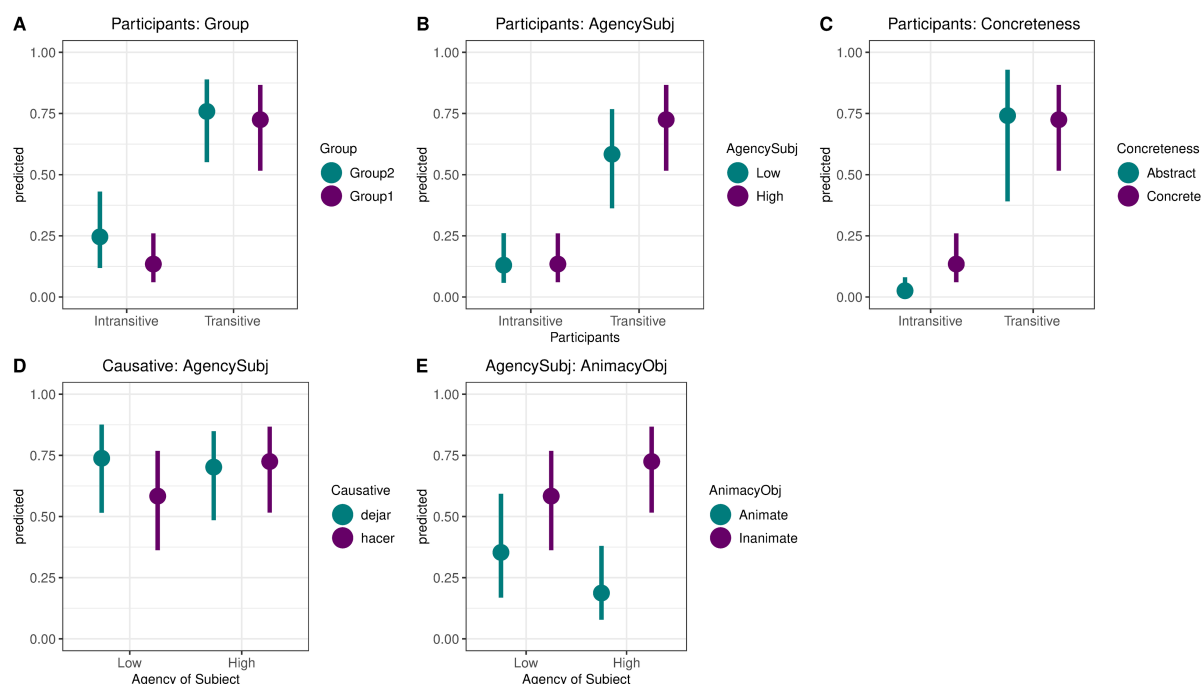 A
Participants: Group
1.00
0.75
0.50
0.25
0.00
predicted
Intransitive
Transitive
Group
Group2
Group1
B
Participants: AgencySubj
1.00
0.75
0.50
0.25
0.00
predicted
Intransitive
Transitive
Participants
AgencySubj
Low
High
C
Participants: Concreteness
1.00
0.75
0.50
0.25
0.00
predicted
Intransitive
Transitive
Concreteness
Abstract
Concrete
D
Causative: AgencySubj
1.00
0.75
0.50
0.25
0.00
predicted
Low
High
Agency of Subject
Causative
dejar
hacer
E
AgencySubj: AnimacyObj
1.00
0.75
0.50
0.25
0.00
predicted
Low
High
Agency of Subject
AnimacyObj
Animate
Inanimate